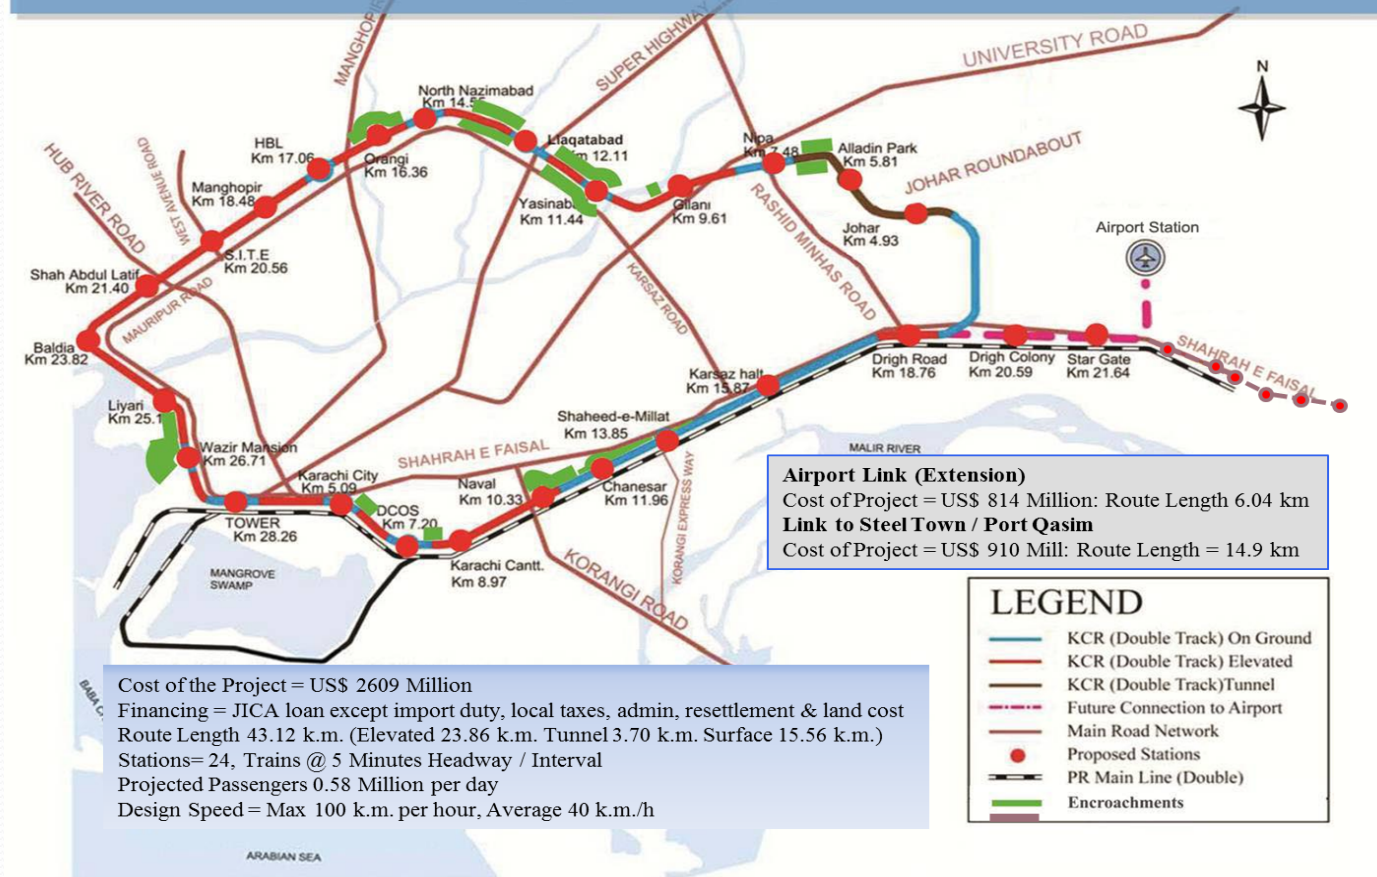 MANGHOPIR
SUPER HIGHWAY
UNIVERSITY ROAD
N
North Nazimabad
Km 14.55
HBL
Km 17.06
Orangi
Km 16.36
Liaqatabad
Km 12.11
Nipa
Km 7.48
Alladin Park
Km 5.81
JOHAR ROUNDABOUT
HUB RIVER ROAD
WEST AVENUE ROAD
Manghopir
Km 18.48
Yasinabad
Km 11.44
Gilani
Km 9.61
RASHID MINHAS ROAD
Johar
Km 4.93
Airport Station
S.I.T.E
Km 20.56
Shah Abdul Latif
Km 21.40
MAURIPUR ROAD
KARSAZ ROAD
Baldia
Km 23.82
Drigh Road
Km 18.76
Drigh Colony
Km 20.59
Star Gate
Km 21.64
SHAHRAH E FAISAL
Karsaz halt
Km 15.87
Liyari
Km 25.1
Shaheed-e-Millat
Km 13.85
Wazir Mansion
Km 26.71
SHAHRAH E FAISAL
MALIR RIVER
Karachi City
Km 5.09
Naval
Km 10.33
Chanesar
Km 11.96
KORANGI EXPRESS WAY
TOWER
Km 28.26
DCOS
Km 7.20
Karachi Cantt.
Km 8.97
KORANGI ROAD
MANGROVE
SWAMP
Airport Link (Extension)
Cost of Project = US$ 814 Million: Route Length 6.04 km
Link to Steel Town / Port Qasim
Cost of Project = US$ 910 Mill: Route Length = 14.9 km
LEGEND
KCR (Double Track) On Ground
KCR (Double Track) Elevated
KCR (Double Track)Tunnel
Future Connection to Airport
Main Road Network
Proposed Stations
PR Main Line (Double)
Encroachments
BABA
Cost of the Project = US$ 2609 Million
Financing = JICA loan except import duty, local taxes, admin, resettlement & land cost
Route Length 43.12 k.m. (Elevated 23.86 k.m. Tunnel 3.70 k.m. Surface 15.56 k.m.)
Stations= 24, Trains @ 5 Minutes Headway / Interval
Projected Passengers 0.58 Million per day
Design Speed = Max 100 k.m. per hour, Average 40 k.m./h
ARABIAN SEA